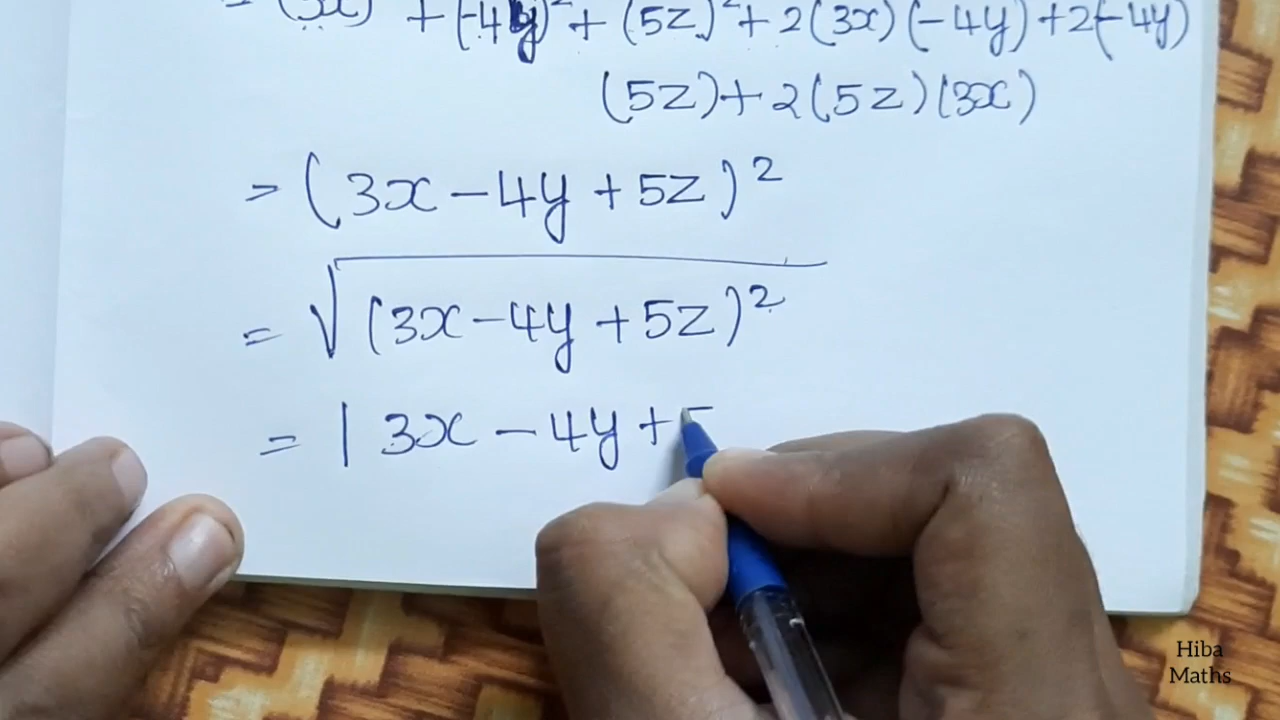 = (3x) + (-4y)² + (5z)² + 2(3x)(-4y) + 2(-4y)
(5z) + 2(5z)(3x)
= (3x - 4y + 5z)²
= √(3x - 4y + 5z)²
= | 3x - 4y + 5
Hiba
Maths